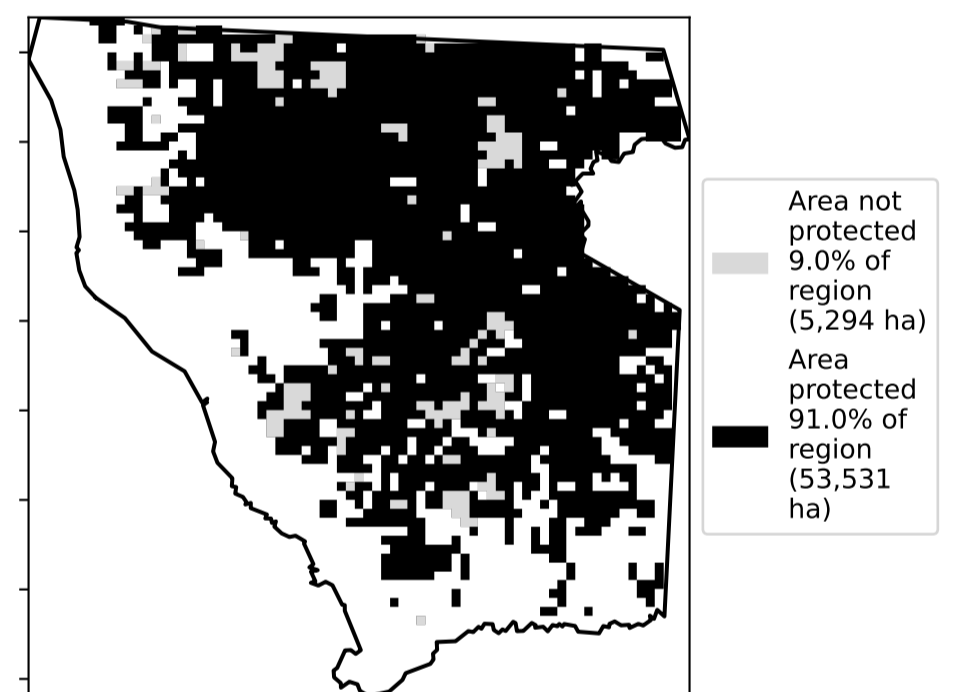 Area not
protected
9.0% of
region
(5,294 ha)
Area
protected
91.0% of
region
(53,531
ha)